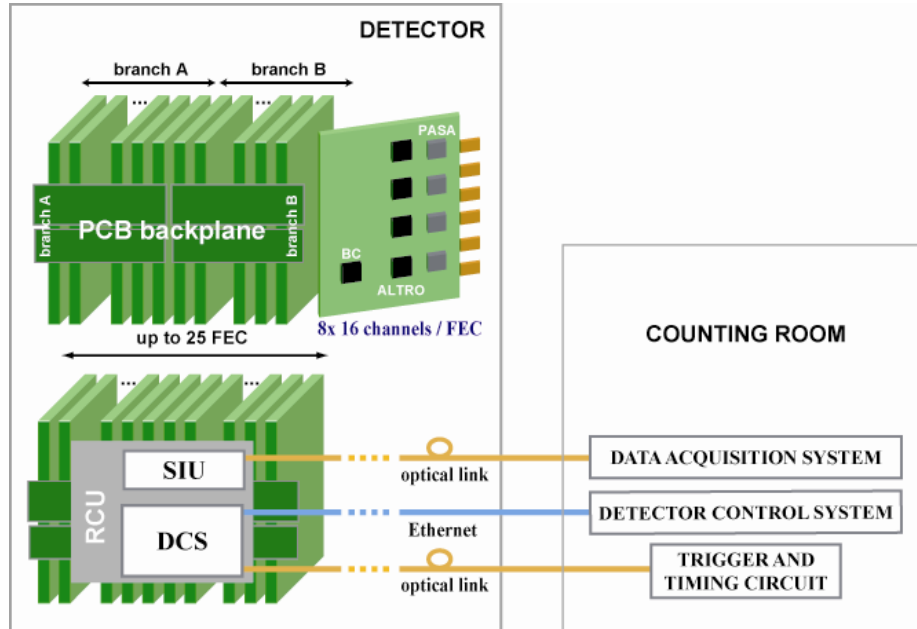 DETECTOR
branch A
branch B
...
...
PASA
branch A
PCB backplane
branch B
BC
ALTRO
8x 16 channels / FEC
up to 25 FEC
COUNTING ROOM
...
...
RCU
SIU
DCS
optical link
Ethernet
optical link
DATA ACQUISITION SYSTEM
DETECTOR CONTROL SYSTEM
TRIGGER AND
TIMING CIRCUIT